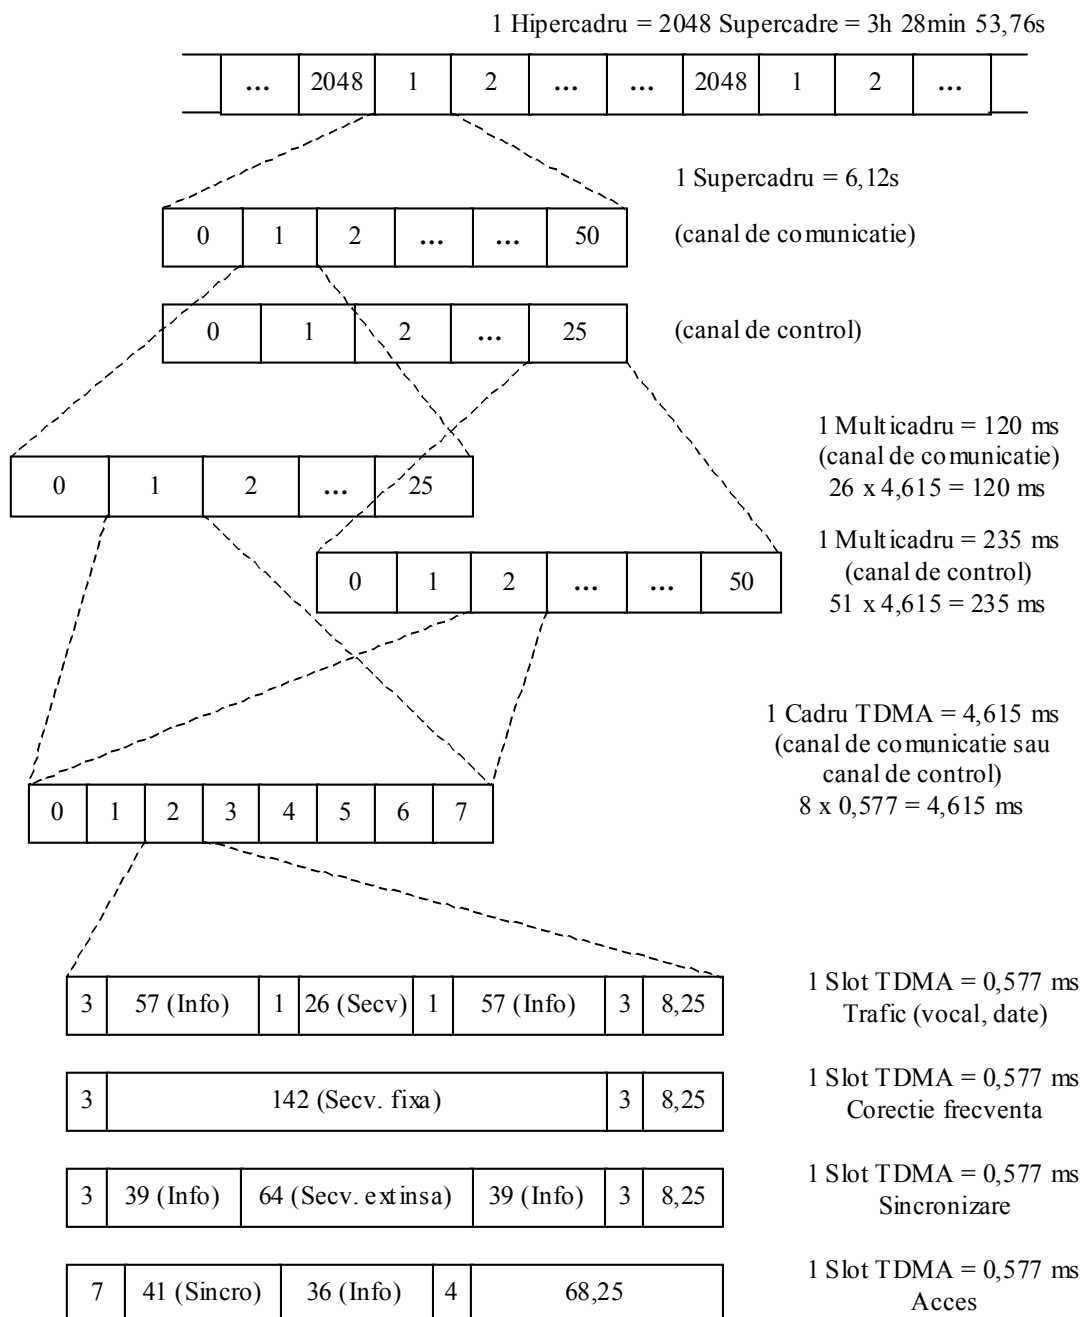 1 Hipercadru = 2048 Supercadre = 3h 28min 53,76s
... 2048 1 2 ... ... 2048 1 2 ...
1 Supercadru = 6,12s
0 1 2 ... ... 50
(canal de comunicatie)
0 1 2 ... 25
(canal de control)
1 Multicadru = 120 ms
(canal de comunicatie)
26 x 4,615 = 120 ms
0 1 2 ... 25
1 Multicadru = 235 ms
(canal de control)
51 x 4,615 = 235 ms
0 1 2 ... ... 50
1 Cadru TDMA = 4,615 ms
(canal de comunicatie sau
canal de control)
8 x 0,577 = 4,615 ms
0 1 2 3 4 5 6 7
3 57 (Info) 1 26 (Secv) 1 57 (Info) 3 8,25
1 Slot TDMA = 0,577 ms
Trafic (vocal, date)
3 142 (Secv. fixa) 3 8,25
1 Slot TDMA = 0,577 ms
Corectie frecventa
3 39 (Info) 64 (Secv. extinsa) 39 (Info) 3 8,25
1 Slot TDMA = 0,577 ms
Sincronizare
7 41 (Sincro) 36 (Info) 4 68,25
1 Slot TDMA = 0,577 ms
Acces